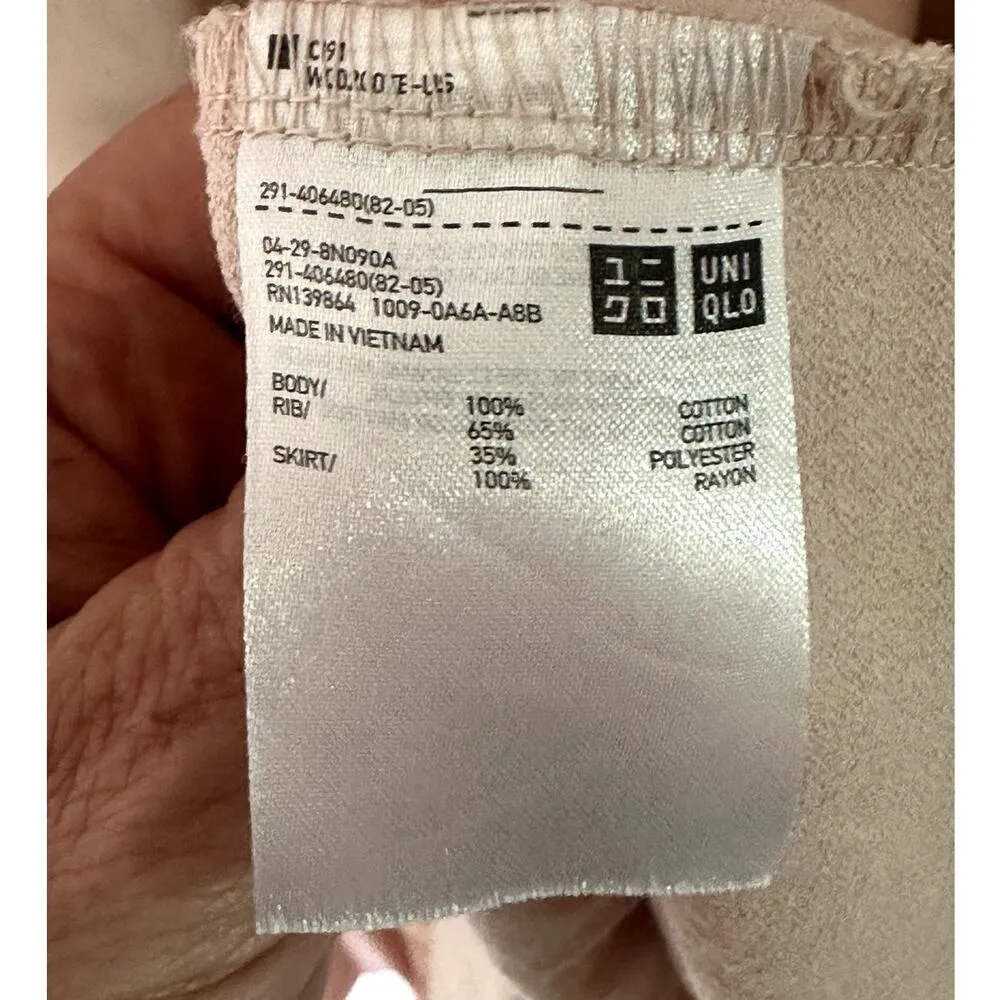 291-406480(82-05)
04-29-8N090A
291-406480(82-05)
RN139864 1009-0A6A-A8B
MADE IN VIETNAM
ユニ
クロ
UNI
QLO
BODY/ 100% COTTON
RIB/ 65% COTTON
35% POLYESTER
SKIRT/ 100% RAYON